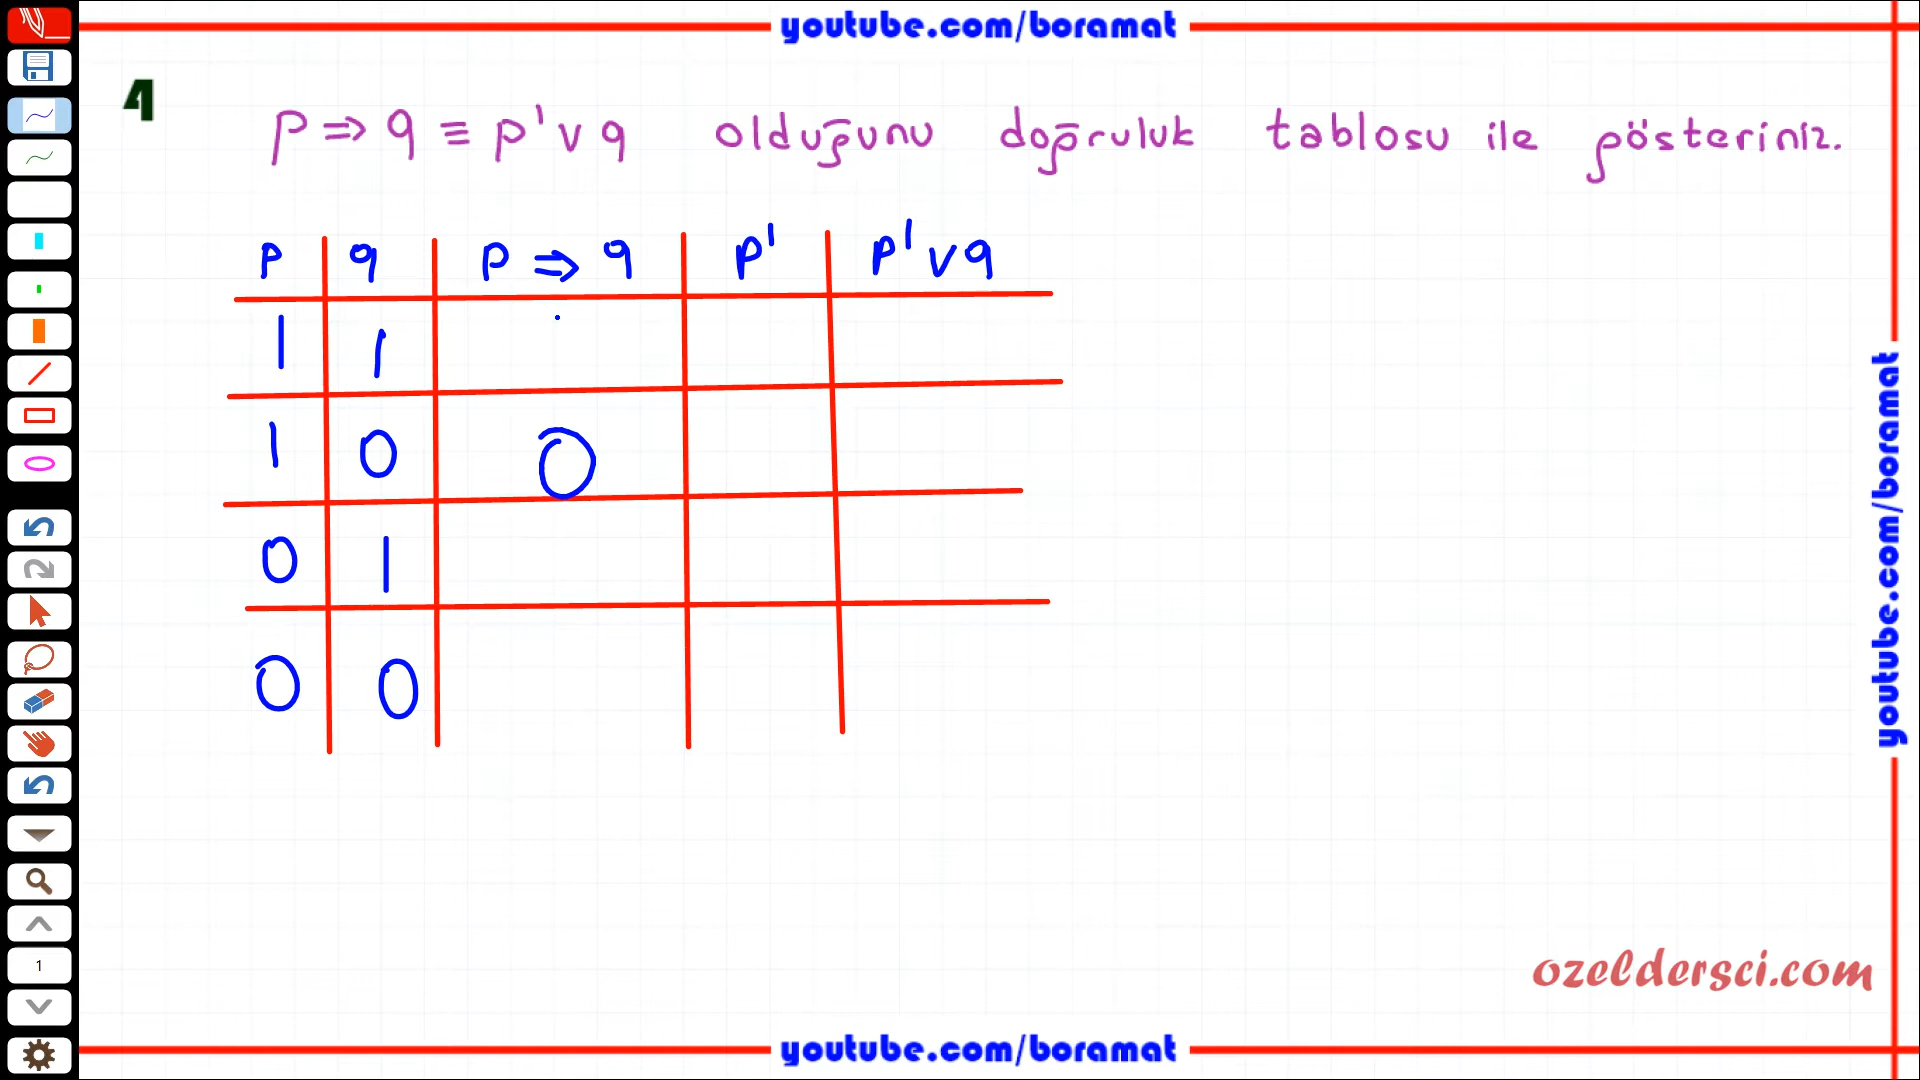 youtube.com/boramat
4
p ⇒ q ≡ p' v q olduğunu doğruluk tablosu ile gösteriniz.
p q p ⇒ q p' p' v q
1 1
1 0 0
0 1
0 0
youtube.com/boramat
1
ozeldersci.com
youtube.com/boramat